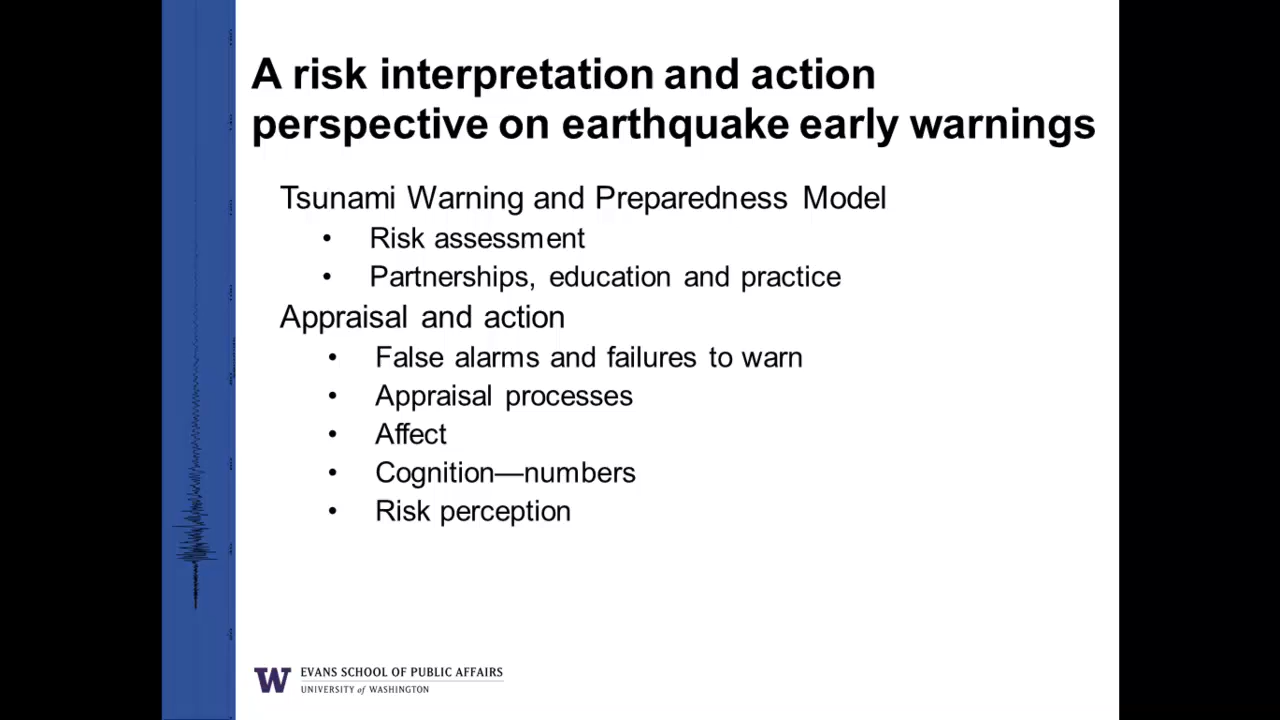 A risk interpretation and action
perspective on earthquake early warnings
Tsunami Warning and Preparedness Model
• Risk assessment
• Partnerships, education and practice
Appraisal and action
• False alarms and failures to warn
• Appraisal processes
• Affect
• Cognition—numbers
• Risk perception
W EVANS SCHOOL OF PUBLIC AFFAIRS
UNIVERSITY of WASHINGTON